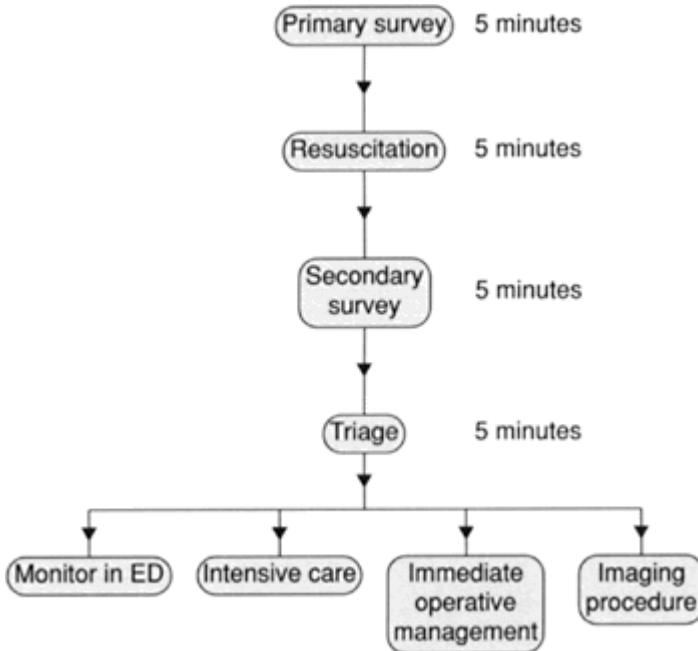 Primary survey 5 minutes
Resuscitation 5 minutes
Secondary
survey
5 minutes
Triage 5 minutes
Monitor in ED Intensive care Immediate
operative
management
Imaging
procedure